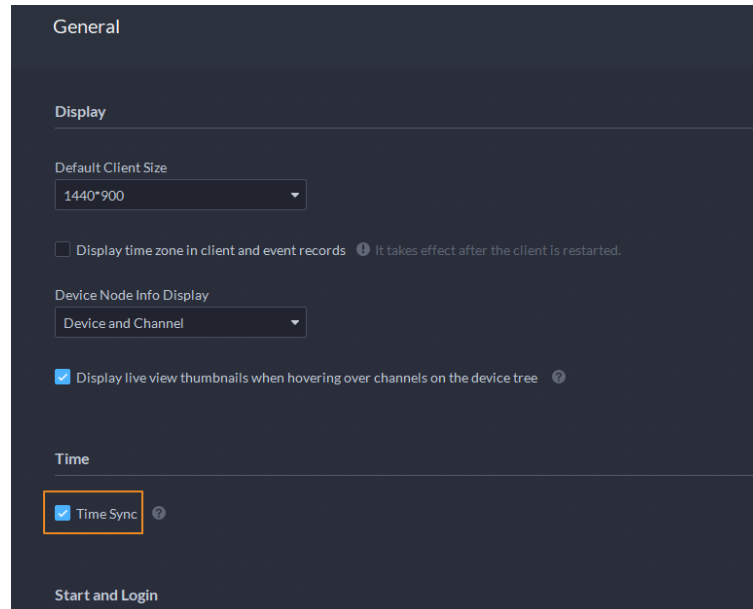 General
Display
Default Client Size
1440*900
Display time zone in client and event records ! It takes effect after the client is restarted.
Device Node Info Display
Device and Channel
Display live view thumbnails when hovering over channels on the device tree ?
Time
Time Sync ?
Start and Login